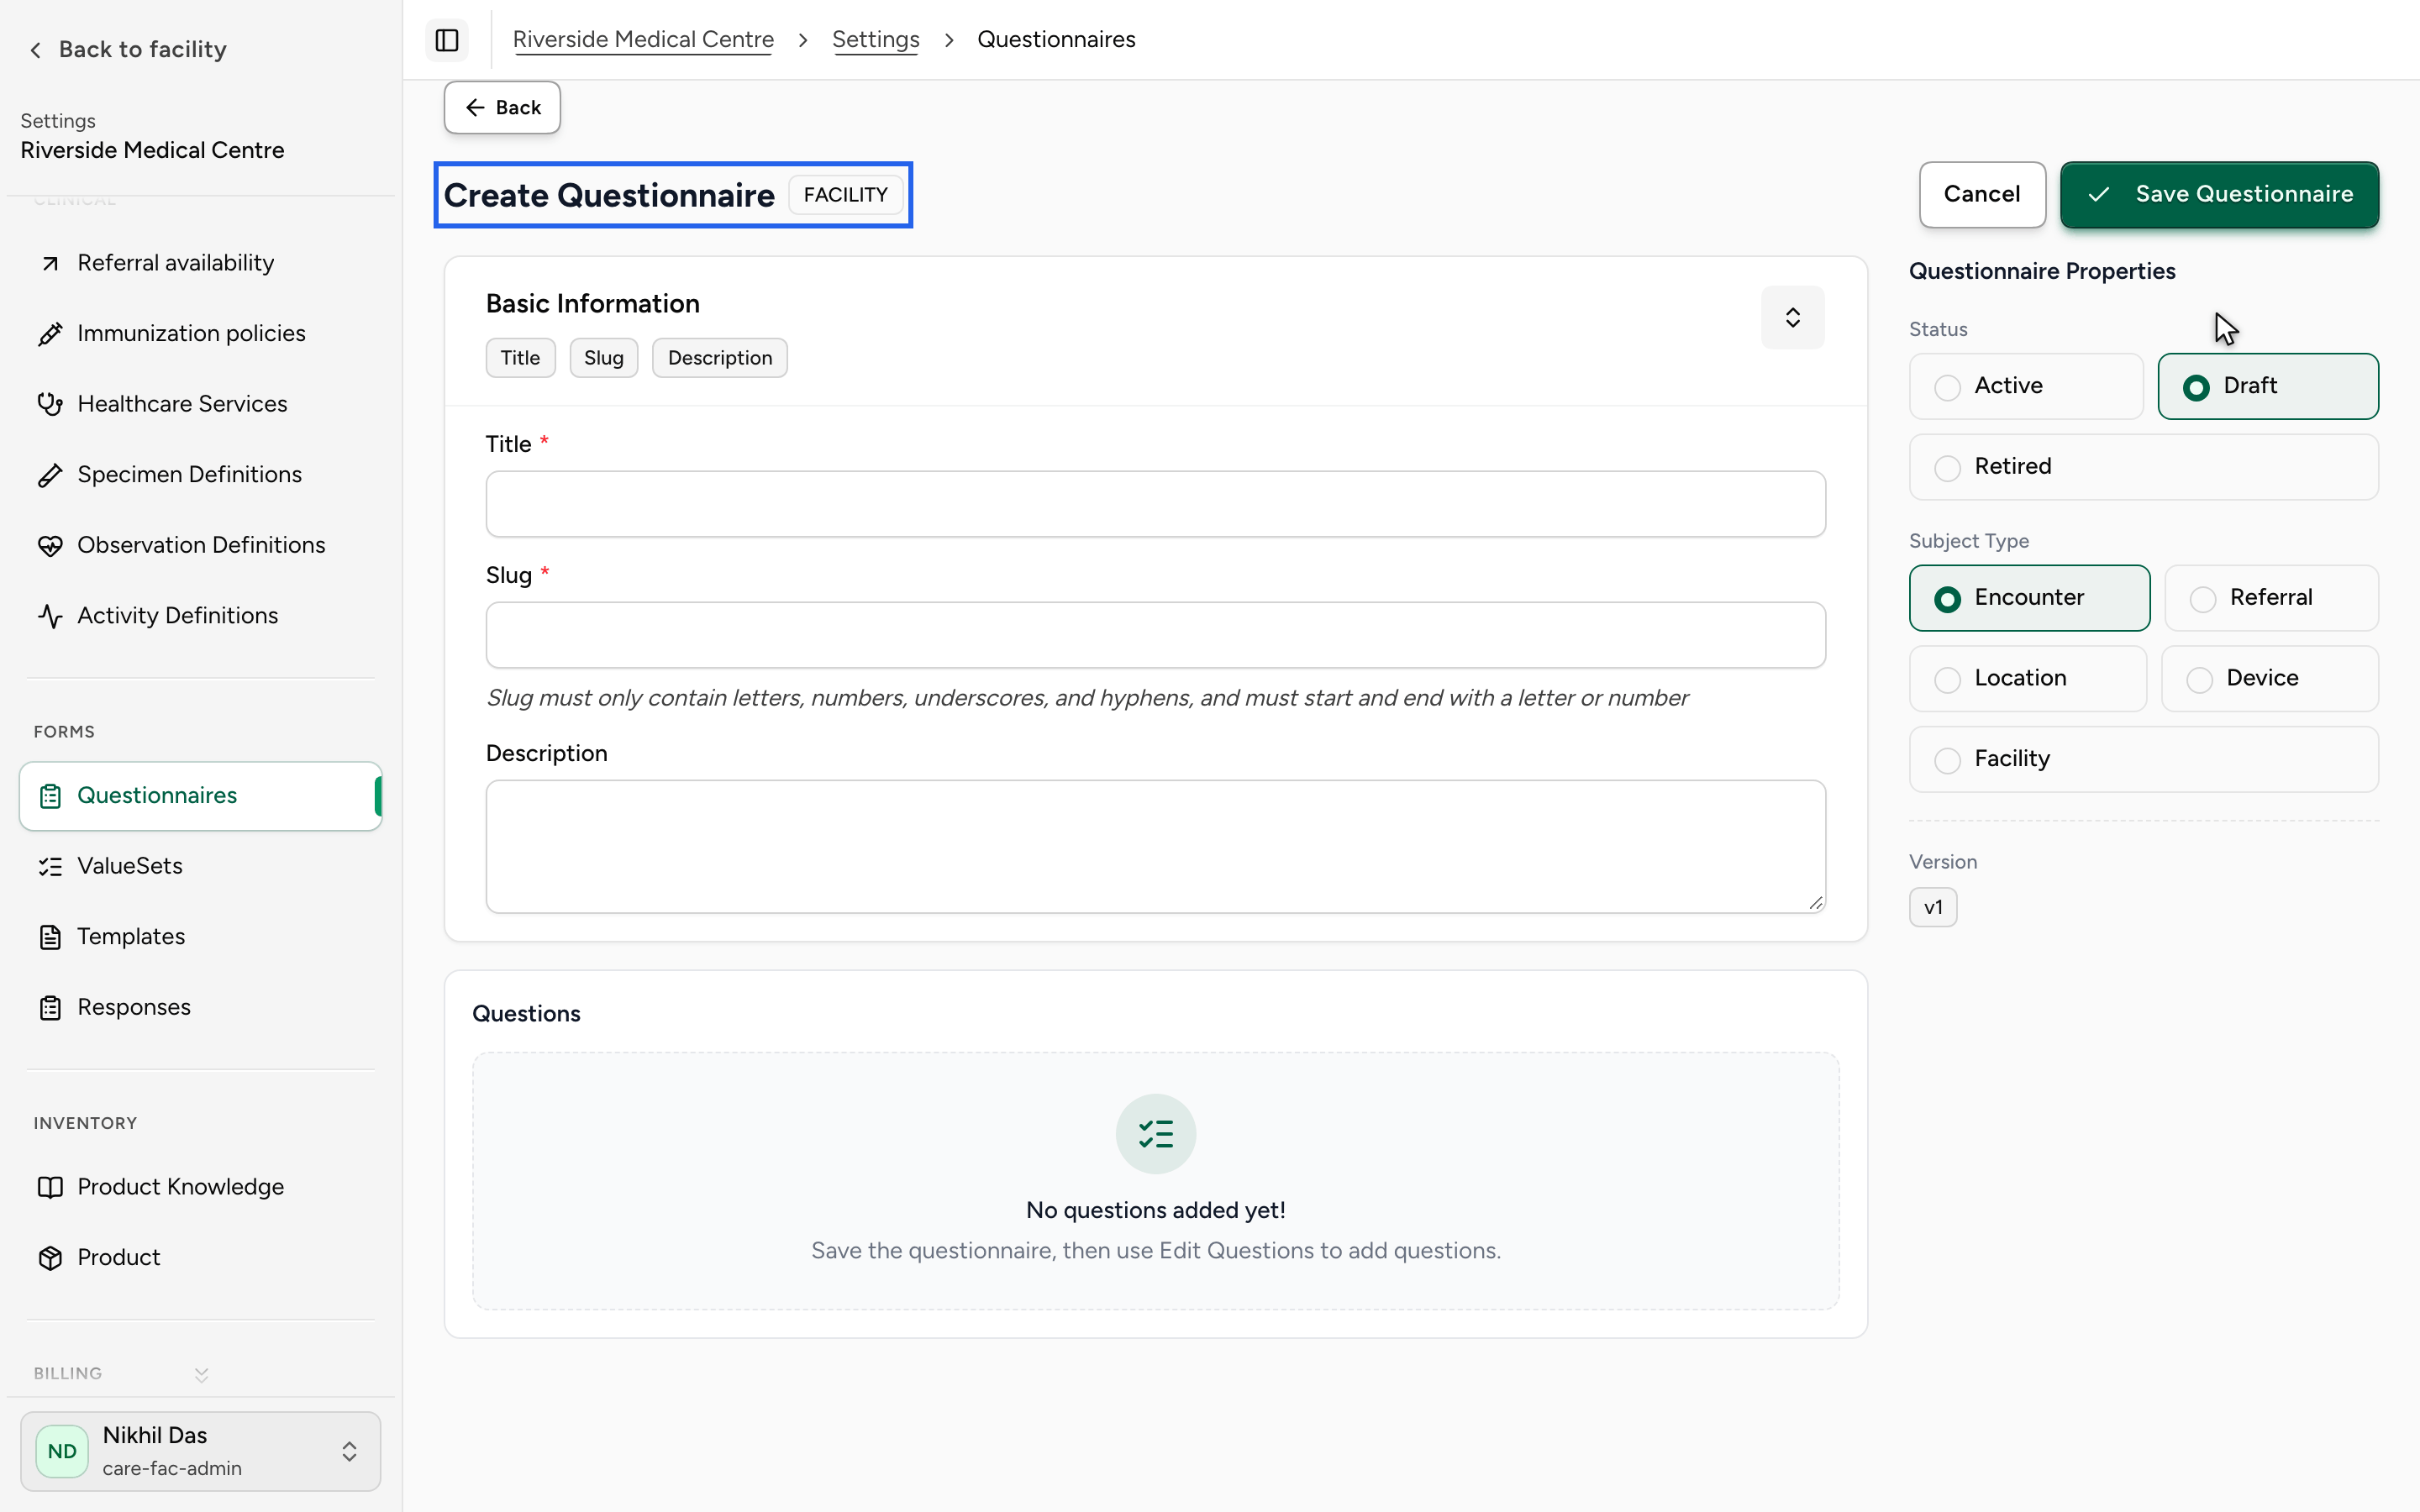 Back to facility
Settings
Riverside Medical Centre
CLINICAL
Referral availability
Immunization policies
Healthcare Services
Specimen Definitions
Observation Definitions
Activity Definitions
FORMS
Questionnaires
ValueSets
Templates
Responses
INVENTORY
Product Knowledge
Product
BILLING
ND
Nikhil Das
care-fac-admin
Riverside Medical Centre > Settings > Questionnaires
Back
Create Questionnaire FACILITY
Cancel
Save Questionnaire
Basic Information
Title Slug Description
Title *
Slug *
Slug must only contain letters, numbers, underscores, and hyphens, and must start and end with a letter or number
Description
Questions
No questions added yet!
Save the questionnaire, then use Edit Questions to add questions.
Questionnaire Properties
Status
Active Draft
Retired
Subject Type
Encounter Referral
Location Device
Facility
Version
v1